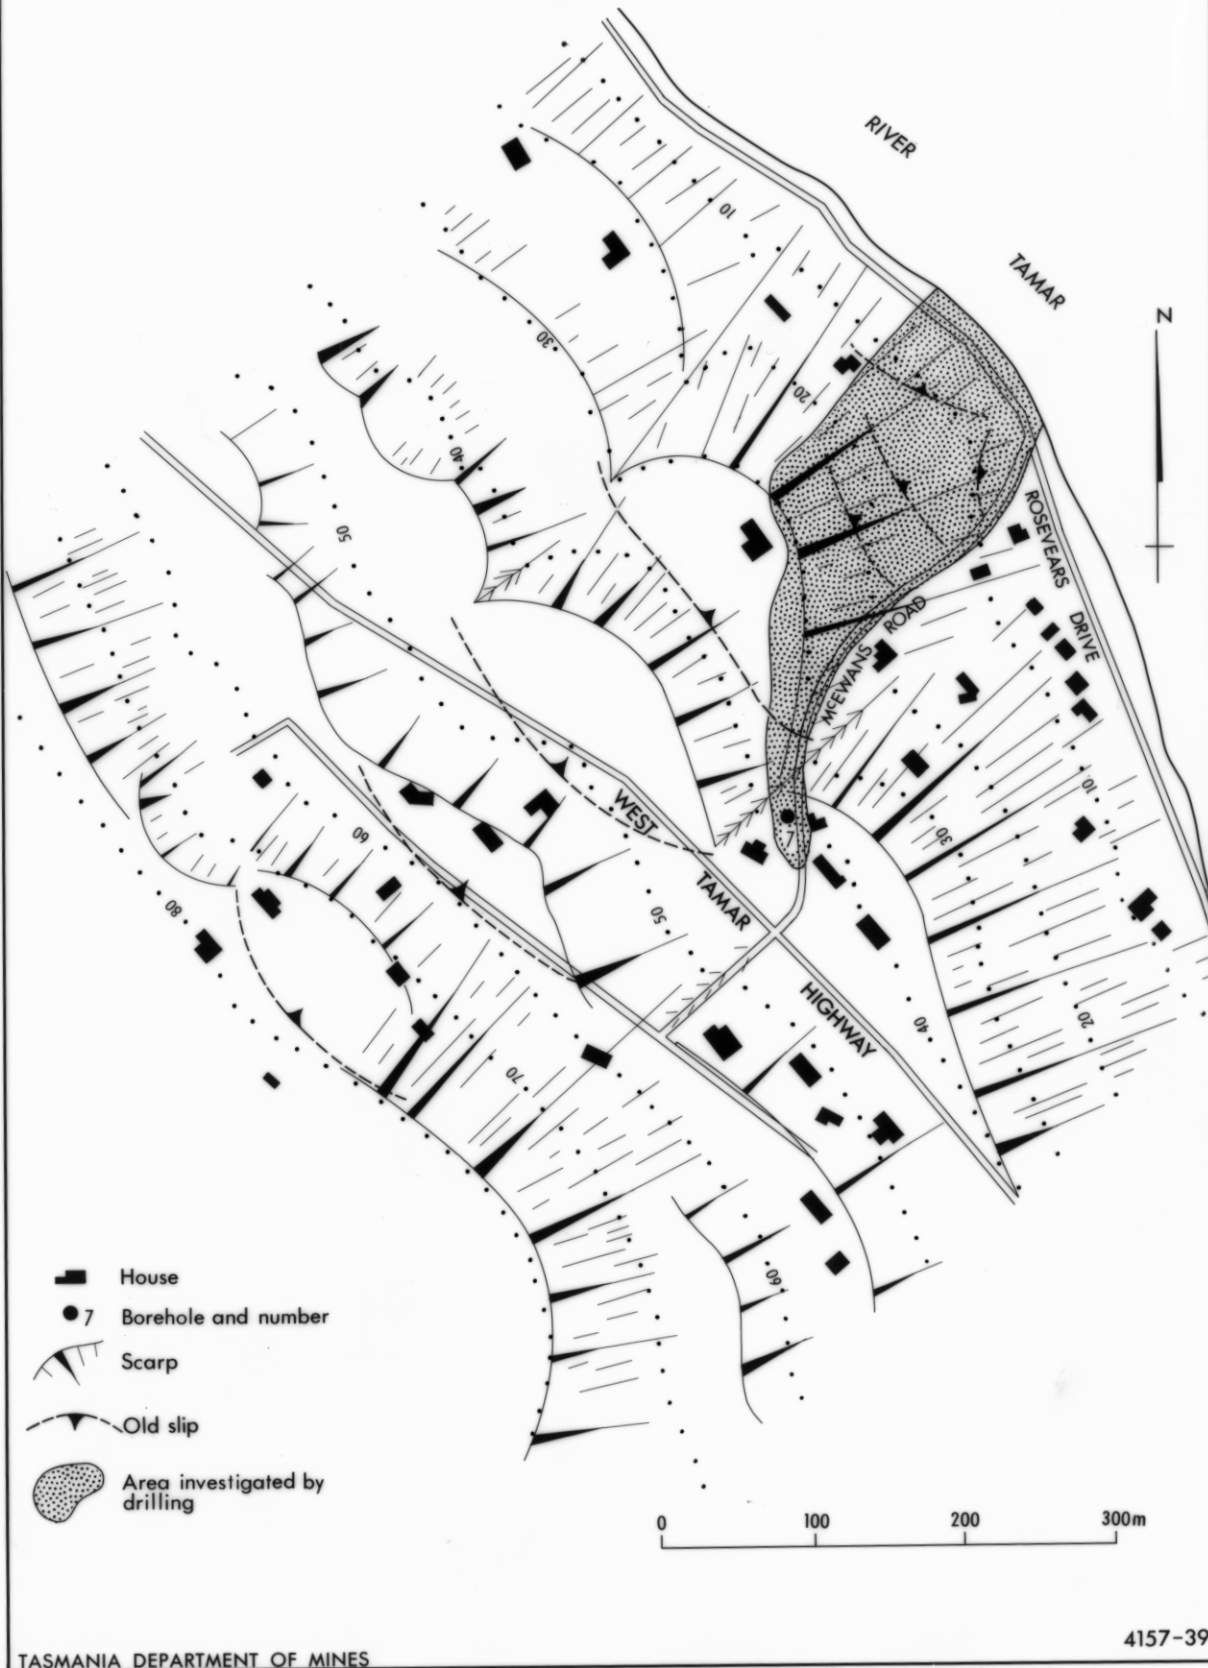 RIVER
TAMAR
N
10
30
20
40
50
ROSEVEARS
DRIVE
McEWANS ROAD
7
WEST
TAMAR
HIGHWAY
60
80
50
10
30
20
40
70
60
House
7 Borehole and number
Scarp
Old slip
Area investigated by
drilling
0 100 200 300m
4157-39
TASMANIA DEPARTMENT OF MINES